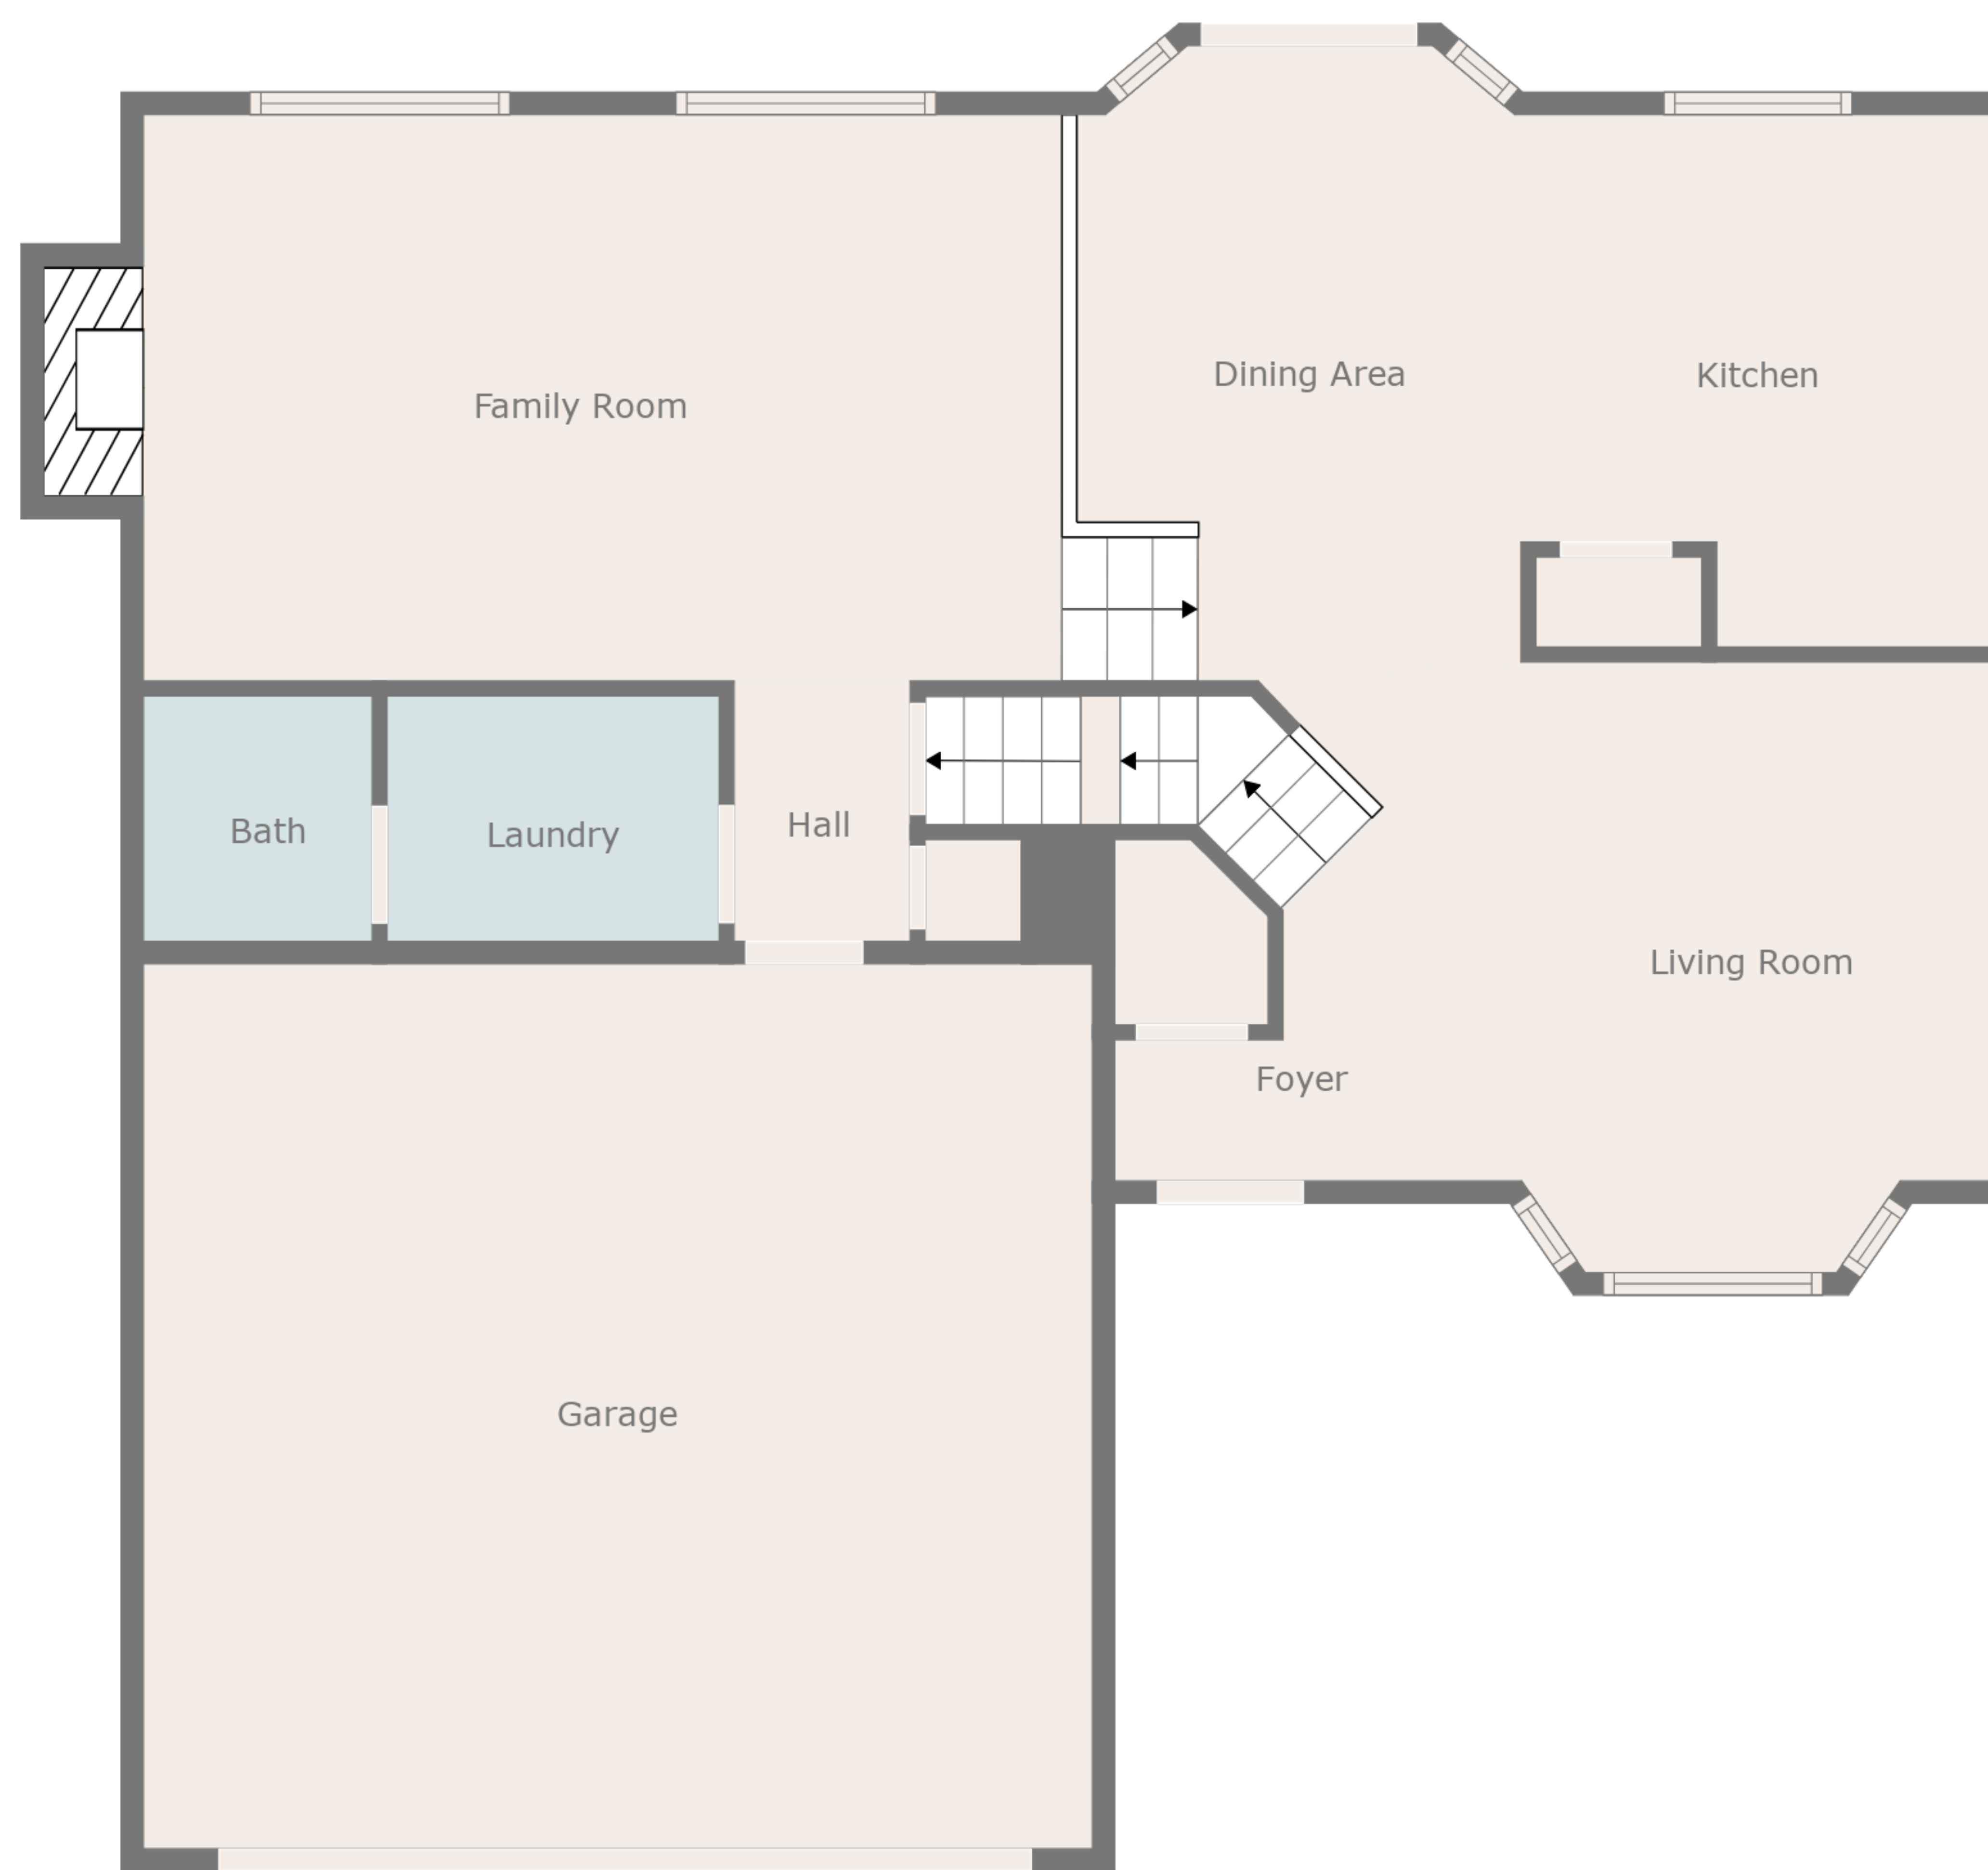 Dining Area
Kitchen
Family Room
Hall
Bath
Laundry
Living Room
Foyer
Garage